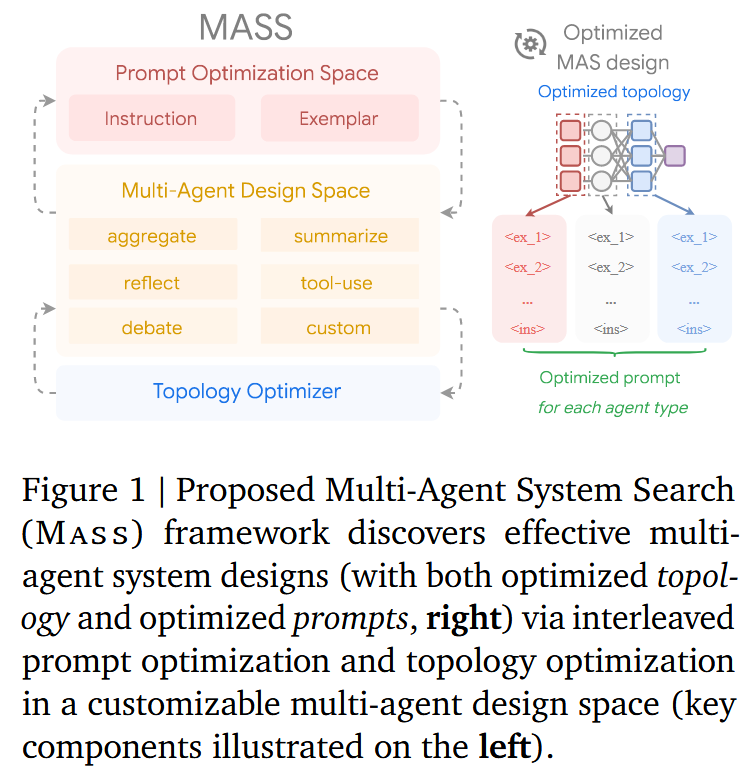 MASS
Prompt Optimization Space
Instruction
Exemplar
Multi-Agent Design Space
aggregate
summarize
reflect
tool-use
debate
custom
Topology Optimizer
Optimized
MAS design
Optimized topology
<ex_1>
<ex_1>
<ex_1>
<ex_2>
<ex_2>
<ex_2>
...
...
...
<ins>
<ins>
<ins>
Optimized prompt
for each agent type
Figure 1 | Proposed Multi-Agent System Search
(MASS) framework discovers effective multi-
agent system designs (with both optimized topol-
ogy and optimized prompts, right) via interleaved
prompt optimization and topology optimization
in a customizable multi-agent design space (key
components illustrated on the left).